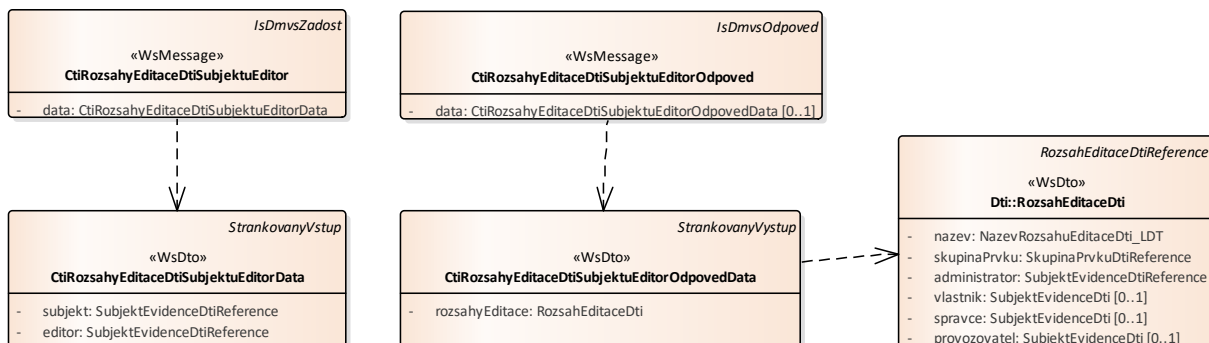 IsDmvsZadost
«WsMessage»
CtiRozsahyEditaceDtiSubjektuEditor
- data: CtiRozsahyEditaceDtiSubjektuEditorData
IsDmvsOdpoved
«WsMessage»
CtiRozsahyEditaceDtiSubjektuEditorOdpoved
- data: CtiRozsahyEditaceDtiSubjektuEditorOdpovedData [0..1]
StrankovanyVstup
«WsDto»
CtiRozsahyEditaceDtiSubjektuEditorData
- subjekt: SubjektEvidenceDtiReference
- editor: SubjektEvidenceDtiReference
StrankovanyVystup
«WsDto»
CtiRozsahyEditaceDtiSubjektuEditorOdpovedData
- rozsahyEditace: RozsahEditaceDti
RozsahEditaceDtiReference
«WsDto»
Dti::RozsahEditaceDti
- nazev: NazevRozsahuEditaceDti_LDT
- skupinaPrvku: SkupinaPrvkuDtiReference
- administrator: SubjektEvidenceDtiReference
- vlastnik: SubjektEvidenceDti [0..1]
- spravce: SubjektEvidenceDti [0..1]
- provozovatel: SubjektEvidenceDti [0..1]